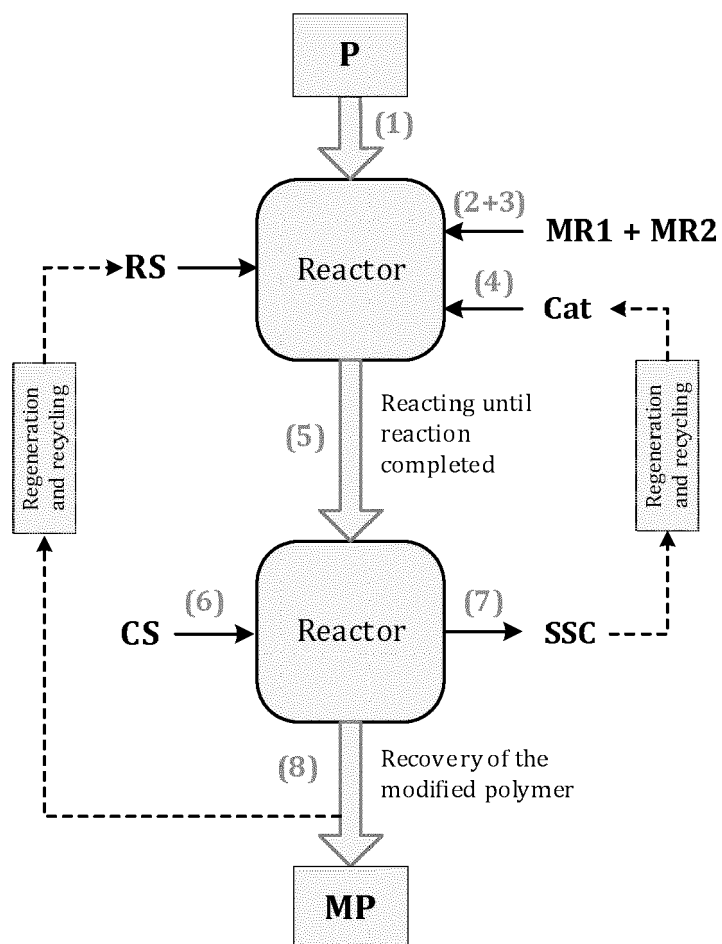 P
(1)
(2+3)
MR1 + MR2
RS
Reactor
(4)
Cat
Regeneration
and recycling
Regeneration
and recycling
(5)
Reacting until
reaction
completed
(6)
CS
Reactor
(7)
SSC
(8)
Recovery of the
modified polymer
MP